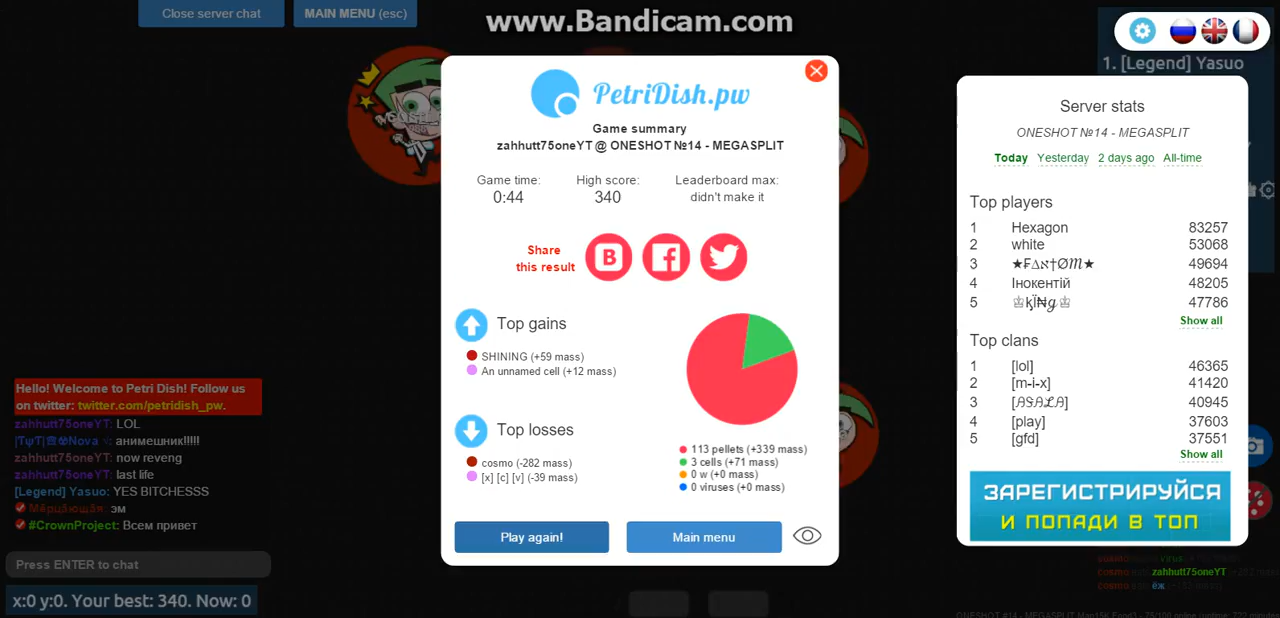 Close server chat
MAIN MENU (esc)
www.Bandicam.com
1. [Legend] Yasuo
PetriDish.pw
Game summary
zahhutt75oneYT @ ONESHOT №14 - MEGASPLIT
Game time:
0:44
High score:
340
Leaderboard max:
didn't make it
Share
this result
Top gains
SHINING (+59 mass)
An unnamed cell (+12 mass)
Top losses
cosmo (-282 mass)
[x] [c] [v] (-39 mass)
113 pellets (+339 mass)
3 cells (+71 mass)
0 w (+0 mass)
0 viruses (+0 mass)
Play again!
Main menu
Server stats
ONESHOT №14 - MEGASPLIT
Today Yesterday 2 days ago All-time
Top players
1 Hexagon 83257
2 white 53068
3 ★₣∆א†Øℳ★ 49694
4 Інокентій 48205
5 47786
Show all
Top clans
1 [lol] 46365
2 [m-i-x] 41420
3 40945
4 [play] 37603
5 [gfd] 37551
Show all
ЗАРЕГИСТРИРУЙСЯ
И ПОПАДИ В ТОП
Hello! Welcome to Petri Dish! Follow us
on twitter: twitter.com/petridish_pw.
zahhutt75oneYT: LOL
Nova анимешник!!!!!
zahhutt75oneYT: now reveng
zahhutt75oneYT: last life
[Legend] Yasuo: YES BITCHESSS
Мёрцбющая: эм
#CrownProject: Всем привет
Press ENTER to chat
x:0 y:0. Your best: 340. Now: 0
cosmo zahhutt75oneYT
cosmo ёж